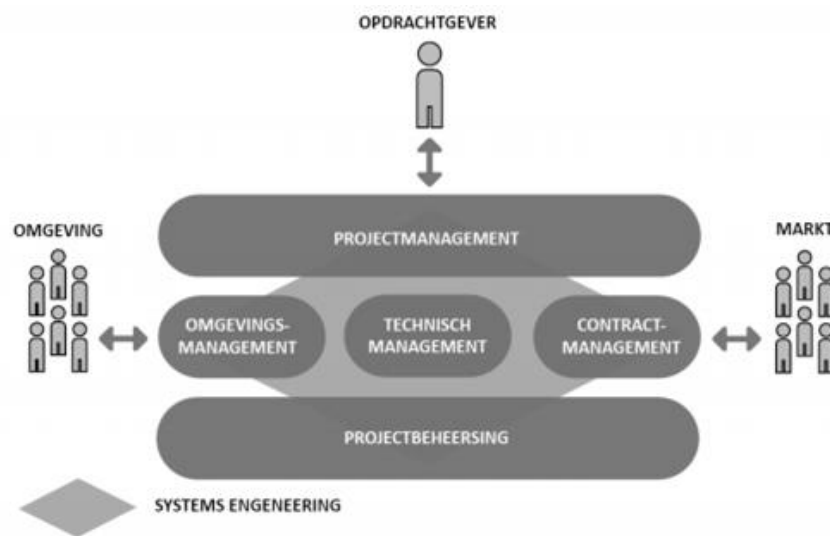 OPDRACHTGEVER
PROJECTMANAGEMENT
OMGEVING
MARKT
OMGEVINGS-
MANAGEMENT
TECHNISCH
MANAGEMENT
CONTRACT-
MANAGEMENT
PROJECTBEHEERSING
SYSTEMS ENGENEERING